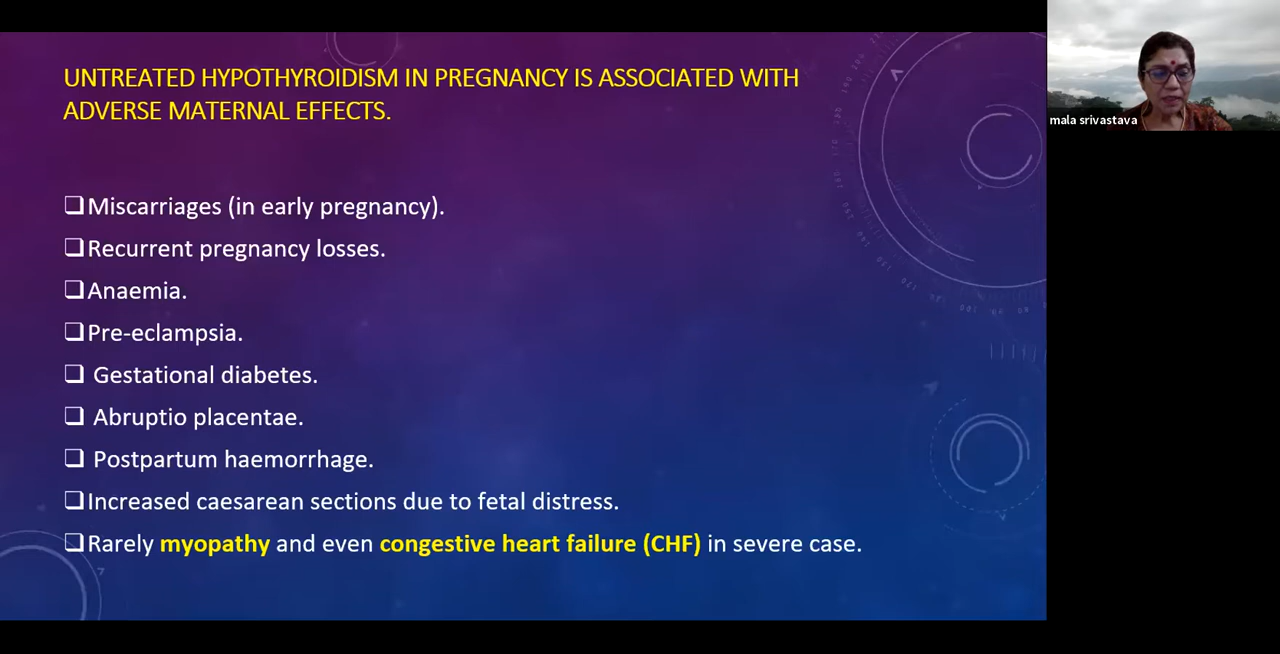 UNTREATED HYPOTHYROIDISM IN PREGNANCY IS ASSOCIATED WITH
ADVERSE MATERNAL EFFECTS.
❑Miscarriages (in early pregnancy).
❑Recurrent pregnancy losses.
❑Anaemia.
❑Pre-eclampsia.
❑ Gestational diabetes.
❑ Abruptio placentae.
❑ Postpartum haemorrhage.
❑Increased caesarean sections due to fetal distress.
❑Rarely myopathy and even congestive heart failure (CHF) in severe case.
mala srivastava